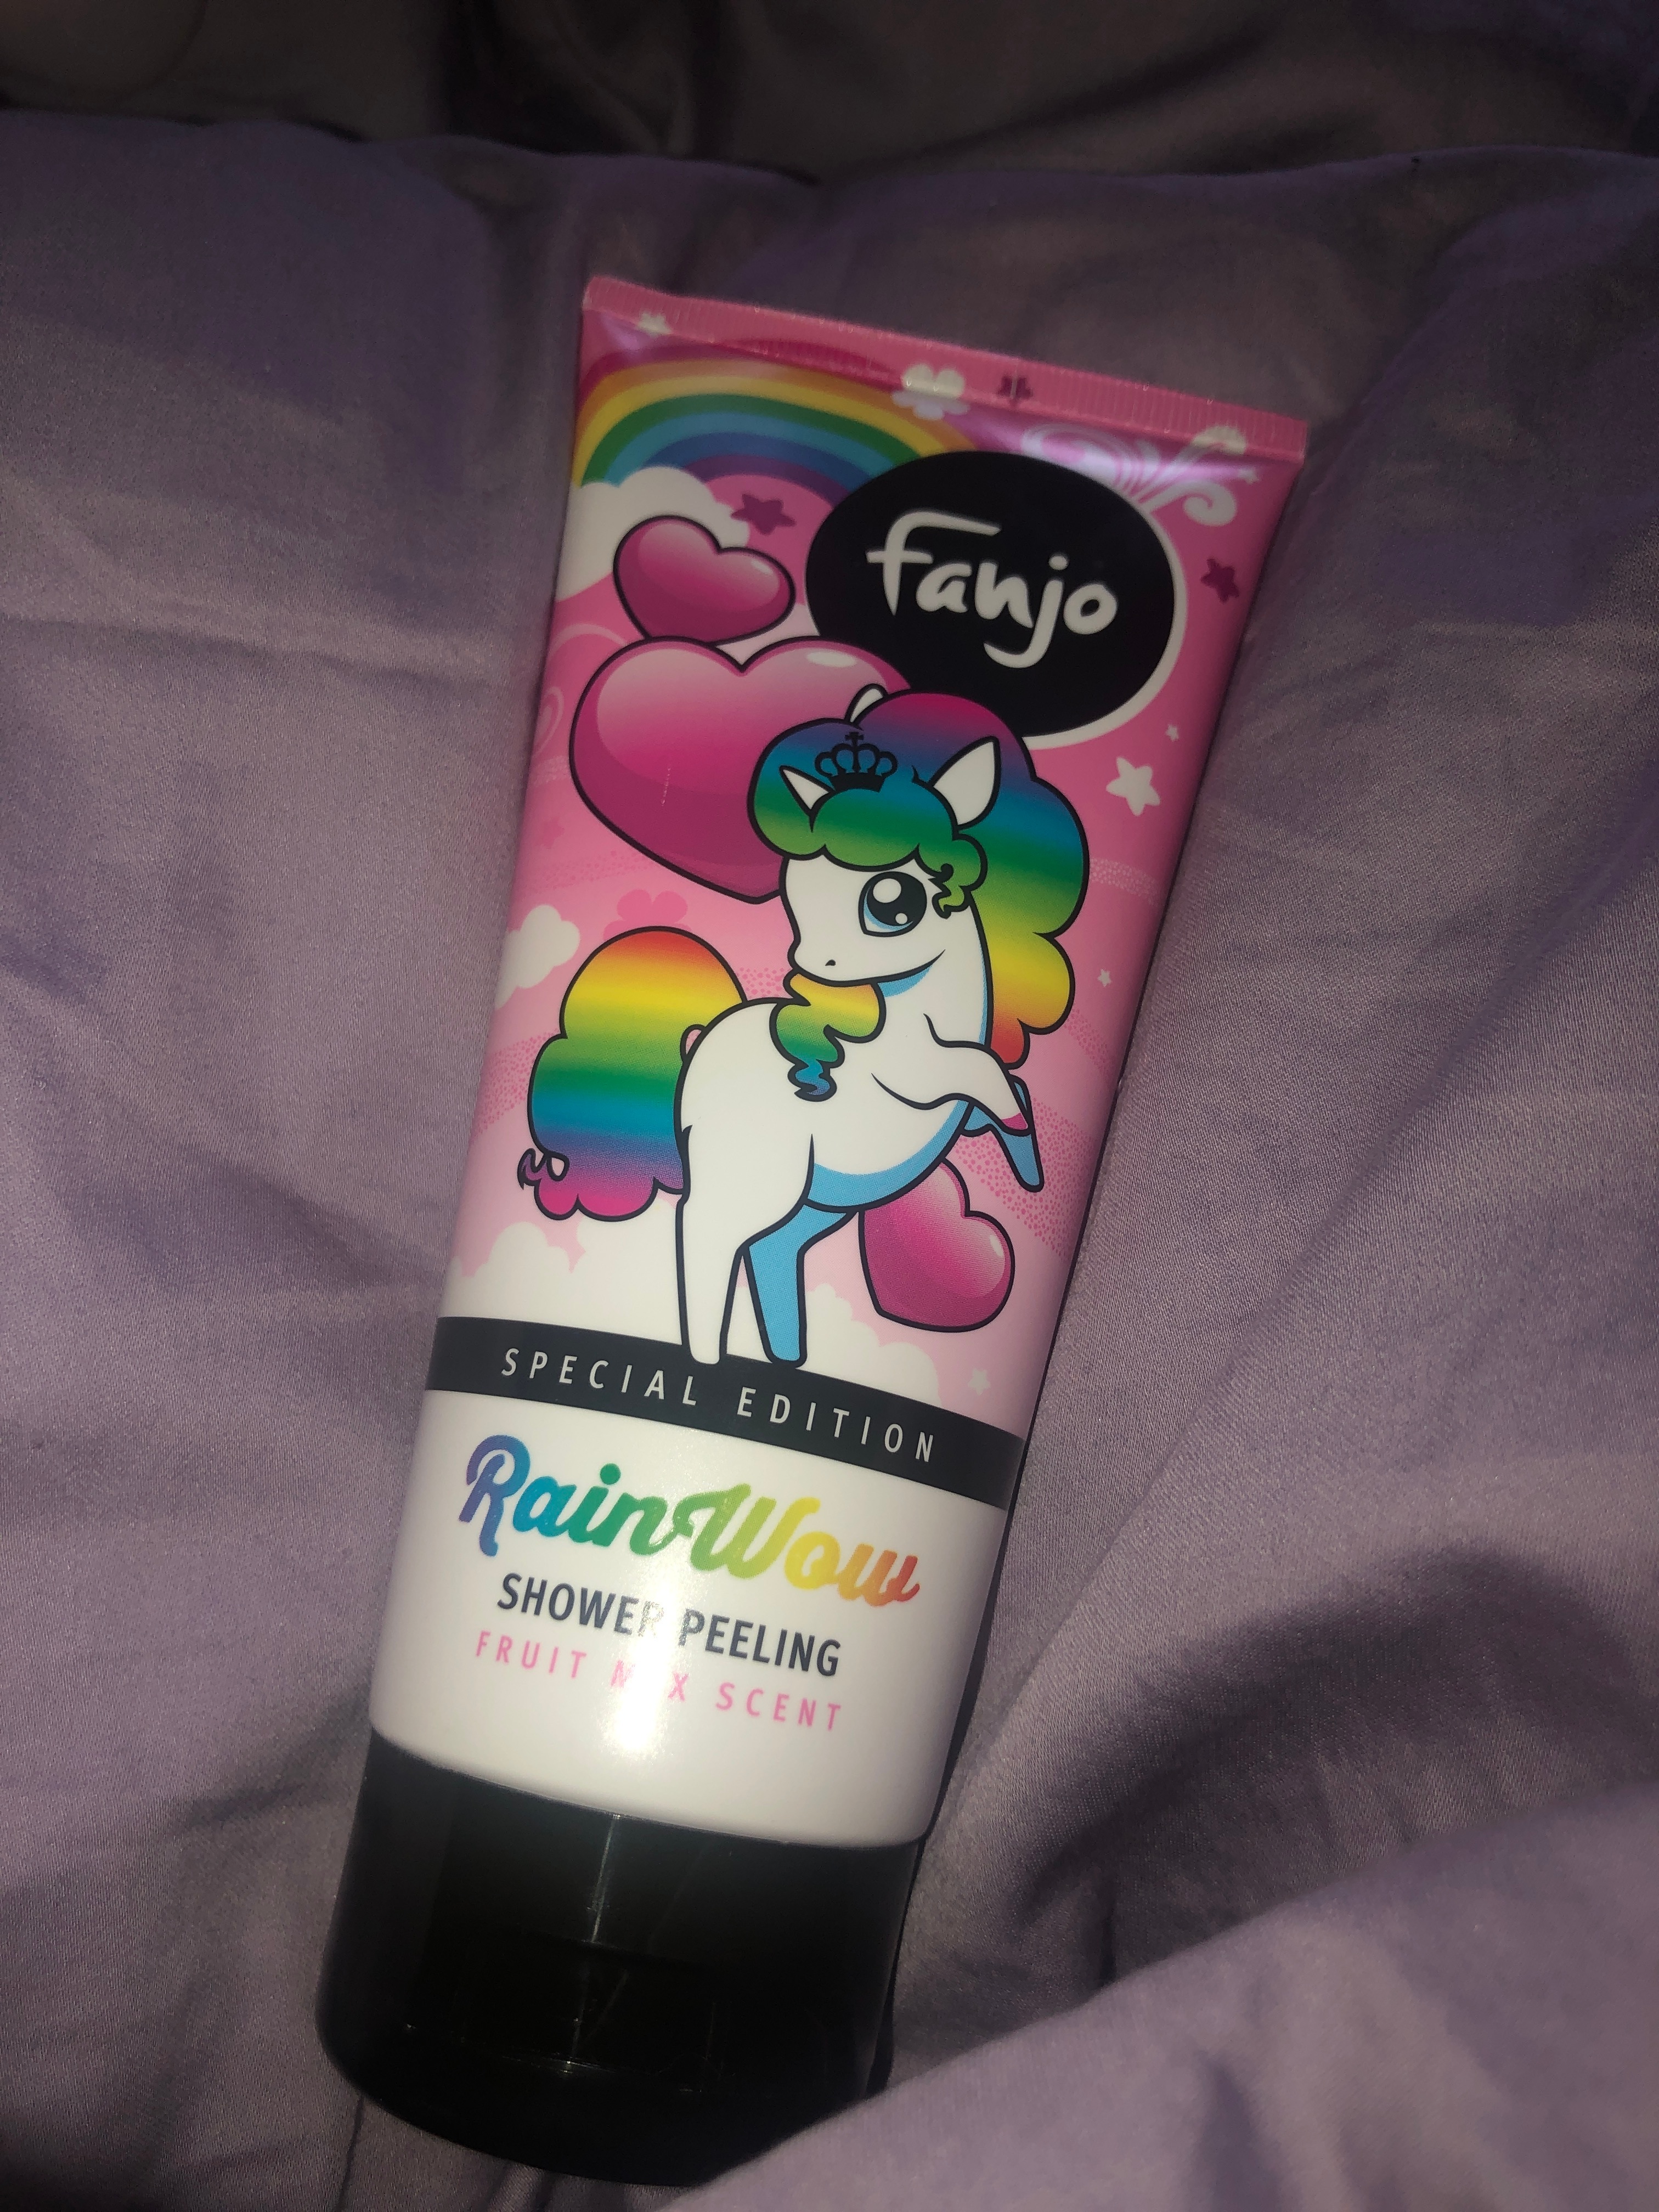 Fanjo
SPECIAL EDITION
RainWow
SHOWER PEELING
FRUIT MIX SCENT